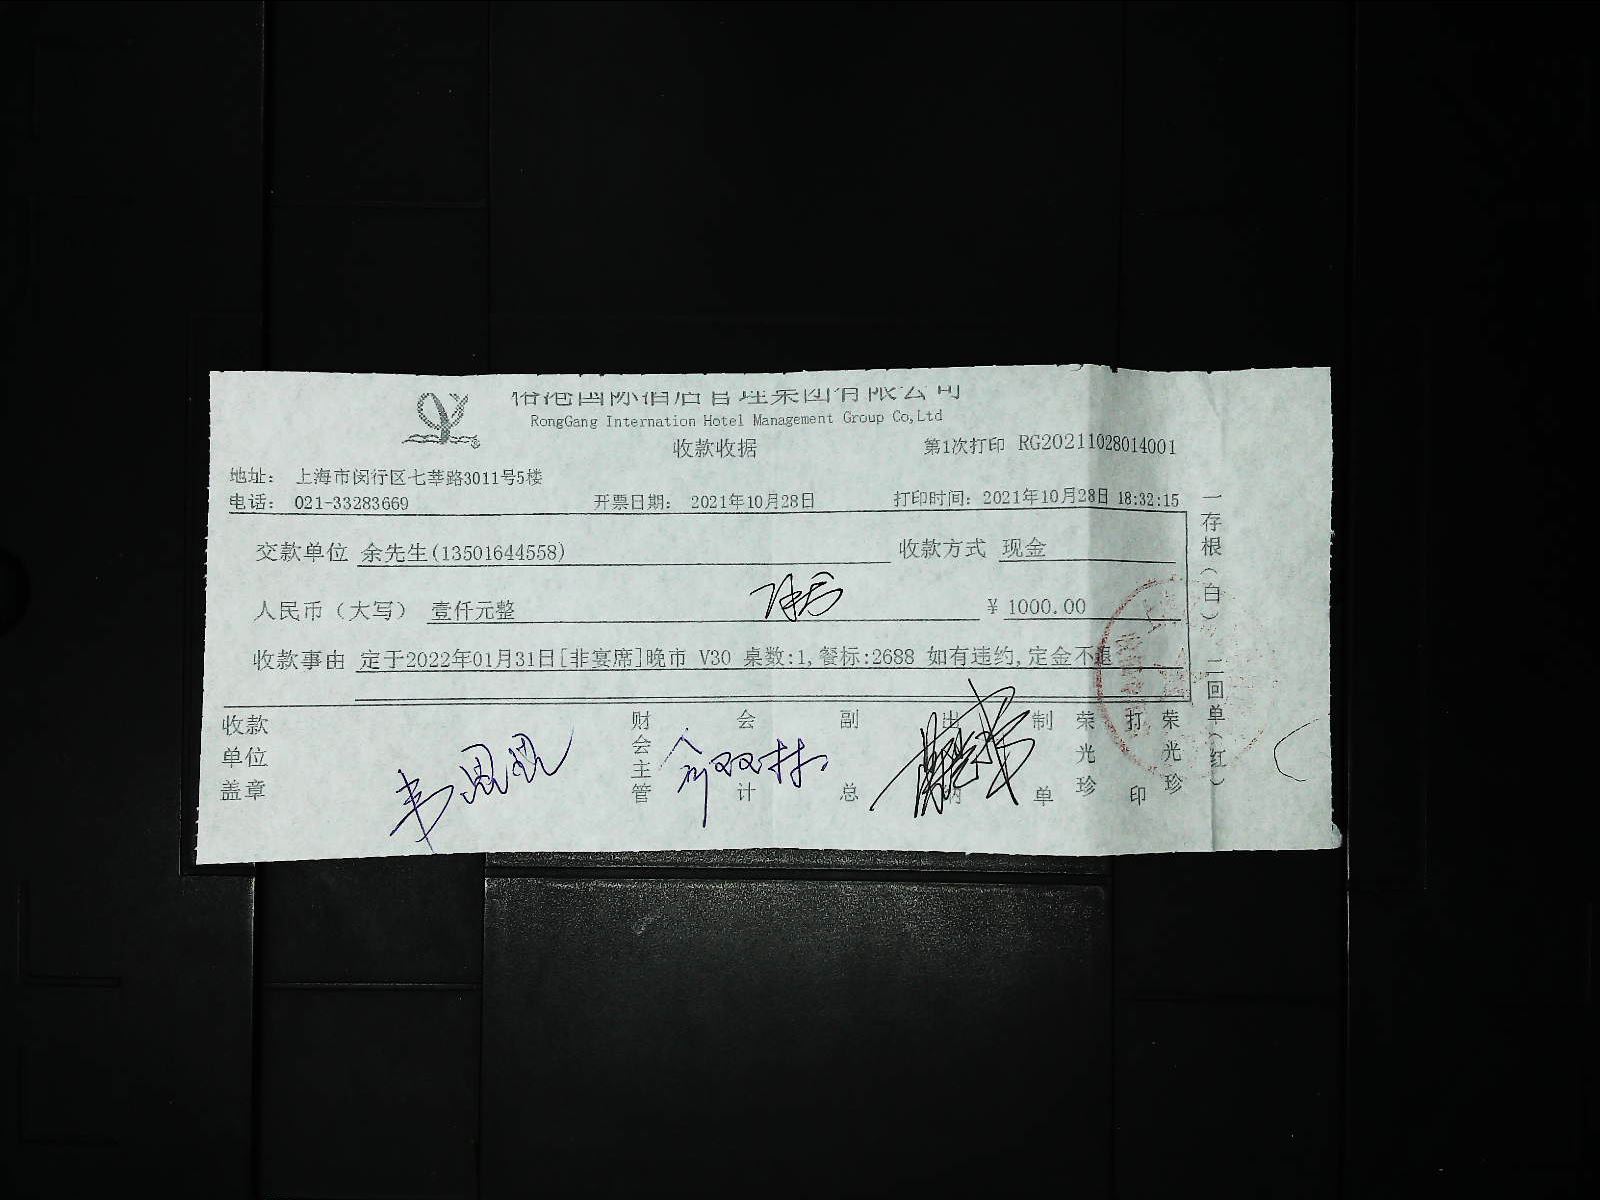 榕港国际酒店管理集团有限公司
RongGang Internation Hotel Management Group Co,Ltd
收款收据
第1次打印 RG20211028014001
地址： 上海市闵行区七莘路3011号5楼
电话： 021-33283669 开票日期： 2021年10月28日 打印时间：2021年10月28日 18:32:15
交款单位 余先生(13501644558) 收款方式 现金
人民币（大写） 壹仟元整 ¥ 1000.00
收款事由 定于2022年01月31日[非宴席]晚市 V30 桌数:1,餐标:2688 如有违约,定金不退
收款单位盖章 财会主管 会计 副总 出纳 制单 荣光珍 打印 荣光珍
一存根（白） 二回单（红）